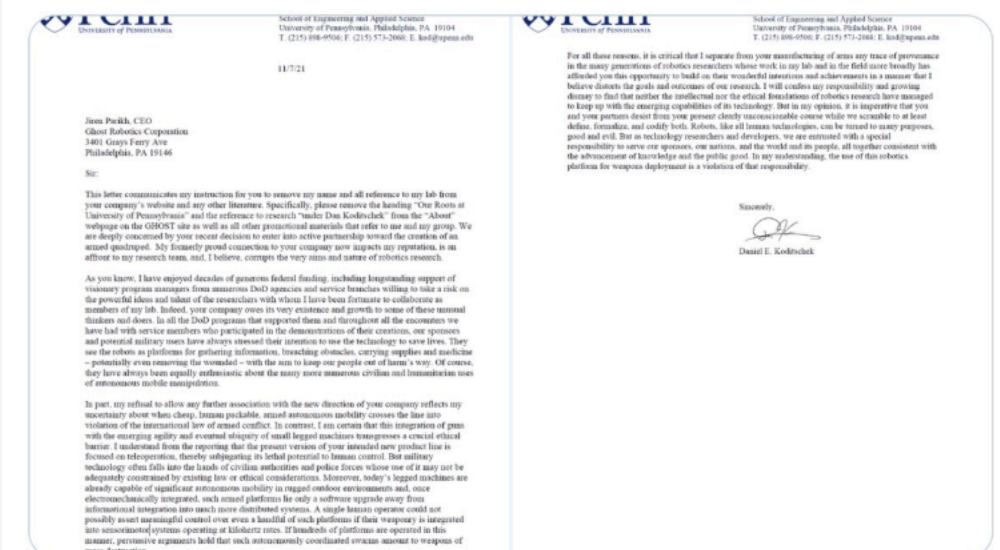 Penn
UNIVERSITY OF PENNSYLVANIA
School of Engineering and Applied Science
University of Pennsylvania, Philadelphia, PA 19104
T. (215) 898-9506; F. (215) 573-2068; E. kod@upenn.edu
11/7/21
Jiren Parikh, CEO
Ghost Robotics Corporation
3401 Grays Ferry Ave
Philadelphia, PA 19146
Sir:
This letter communicates my instruction for you to remove my name and all reference to my lab from
your company's website and any other literature. Specifically, please remove the heading "Our Roots at
University of Pennsylvania" and the reference to research "under Dan Koditschek" from the "About"
webpage on the GHOST site as well as all other promotional materials that refer to me and my group. We
are deeply concerned by your recent decision to enter into active partnership toward the creation of an
armed quadruped. My formerly proud connection to your company now impacts my reputation, is an
affront to my research team, and, I believe, corrupts the very aims and nature of robotics research.
As you know, I have enjoyed decades of generous federal funding, including longstanding support of
visionary program managers from numerous DoD agencies and service branches willing to take a risk on
the powerful ideas and talent of the researchers with whom I have been fortunate to collaborate as
members of my lab. Indeed, your company owes its very existence and growth to some of these unusual
thinkers and doers. In all the DoD programs that supported them and throughout all the encounters we
have had with service members who participated in the demonstrations of their creations, our sponsors
and potential military users have always stressed their intention to use the technology to save lives. They
see the robots as platforms for gathering information, breaching obstacles, carrying supplies and medicine
– potentially even removing the wounded – with the aim to keep our people out of harm's way. Of course,
they have always been equally enthusiastic about the many more numerous civilian and humanitarian uses
of autonomous mobile manipulation.
In part, my refusal to allow any further association with the new direction of your company reflects my
uncertainty about when cheap, human packable, armed autonomous mobility crosses the line into
violation of the international law of armed conflict. In contrast, I am certain that this integration of guns
with the emerging agility and eventual ubiquity of small legged machines transgresses a crucial ethical
barrier. I understand from the reporting that the present version of your intended new product line is
focused on teleoperation, thereby subjugating its lethal potential to human control. But military
technology often falls into the hands of civilian authorities and police forces whose use of it may not be
adequately constrained by existing law or ethical considerations. Moreover, today's legged machines are
already capable of significant autonomous mobility in rugged outdoor environments and, once
electromechanically integrated, such armed platforms lie only a software upgrade away from
informational integration into much more distributed systems. A single human operator could not
possibly assert meaningful control over even a handful of such platforms if their weaponry is integrated
into sensorimotor systems operating at kilohertz rates. If hundreds of platforms are operated in this
manner, persuasive arguments hold that such autonomously coordinated swarms amount to weapons of
mass destruction.
Penn
UNIVERSITY OF PENNSYLVANIA
School of Engineering and Applied Science
University of Pennsylvania, Philadelphia, PA 19104
T. (215) 898-9506; F. (215) 573-2068; E. kod@upenn.edu
For all these reasons, it is critical that I separate from your manufacturing of arms any trace of provenance
in the many generations of robotics researchers whose work in my lab and in the field more broadly has
afforded you this opportunity to build on their wonderful intentions and achievements in a manner that I
believe distorts the goals and outcomes of our research. I will confess my responsibility and growing
dismay to find that neither the intellectual nor the ethical foundations of robotics research have managed
to keep up with the emerging capabilities of its technology. But in my opinion, it is imperative that you
and your partners desist from your present clearly unconscionable course while we scramble to at least
define, formalize, and codify both. Robots, like all human technologies, can be turned to many purposes,
good and evil. But as technology researchers and developers, we are entrusted with a special
responsibility to serve our sponsors, our nations, and the world and its people, all together consistent with
the advancement of knowledge and the public good. In my understanding, the use of this robotics
platform for weapons deployment is a violation of that responsibility.
Sincerely,
Daniel E. Koditschek